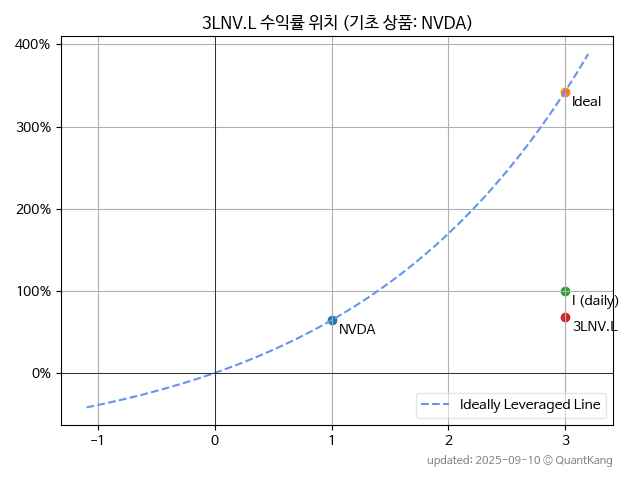 3LNV.L 수익률 위치 (기초 상품: NVDA)
400%
300%
200%
100%
0%
Ideal
I (daily)
3LNV.L
NVDA
Ideally Leveraged Line
−1
0
1
2
3
updated: 2025-09-10 © QuantKang